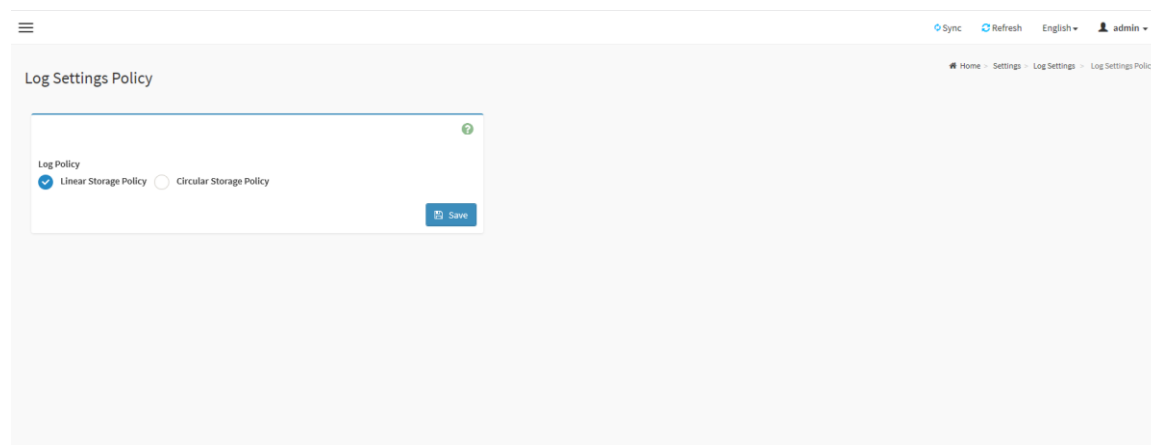 Sync Refresh English admin
Home > Settings > Log Settings > Log Settings Polic
Log Settings Policy
Log Policy
Linear Storage Policy Circular Storage Policy
Save